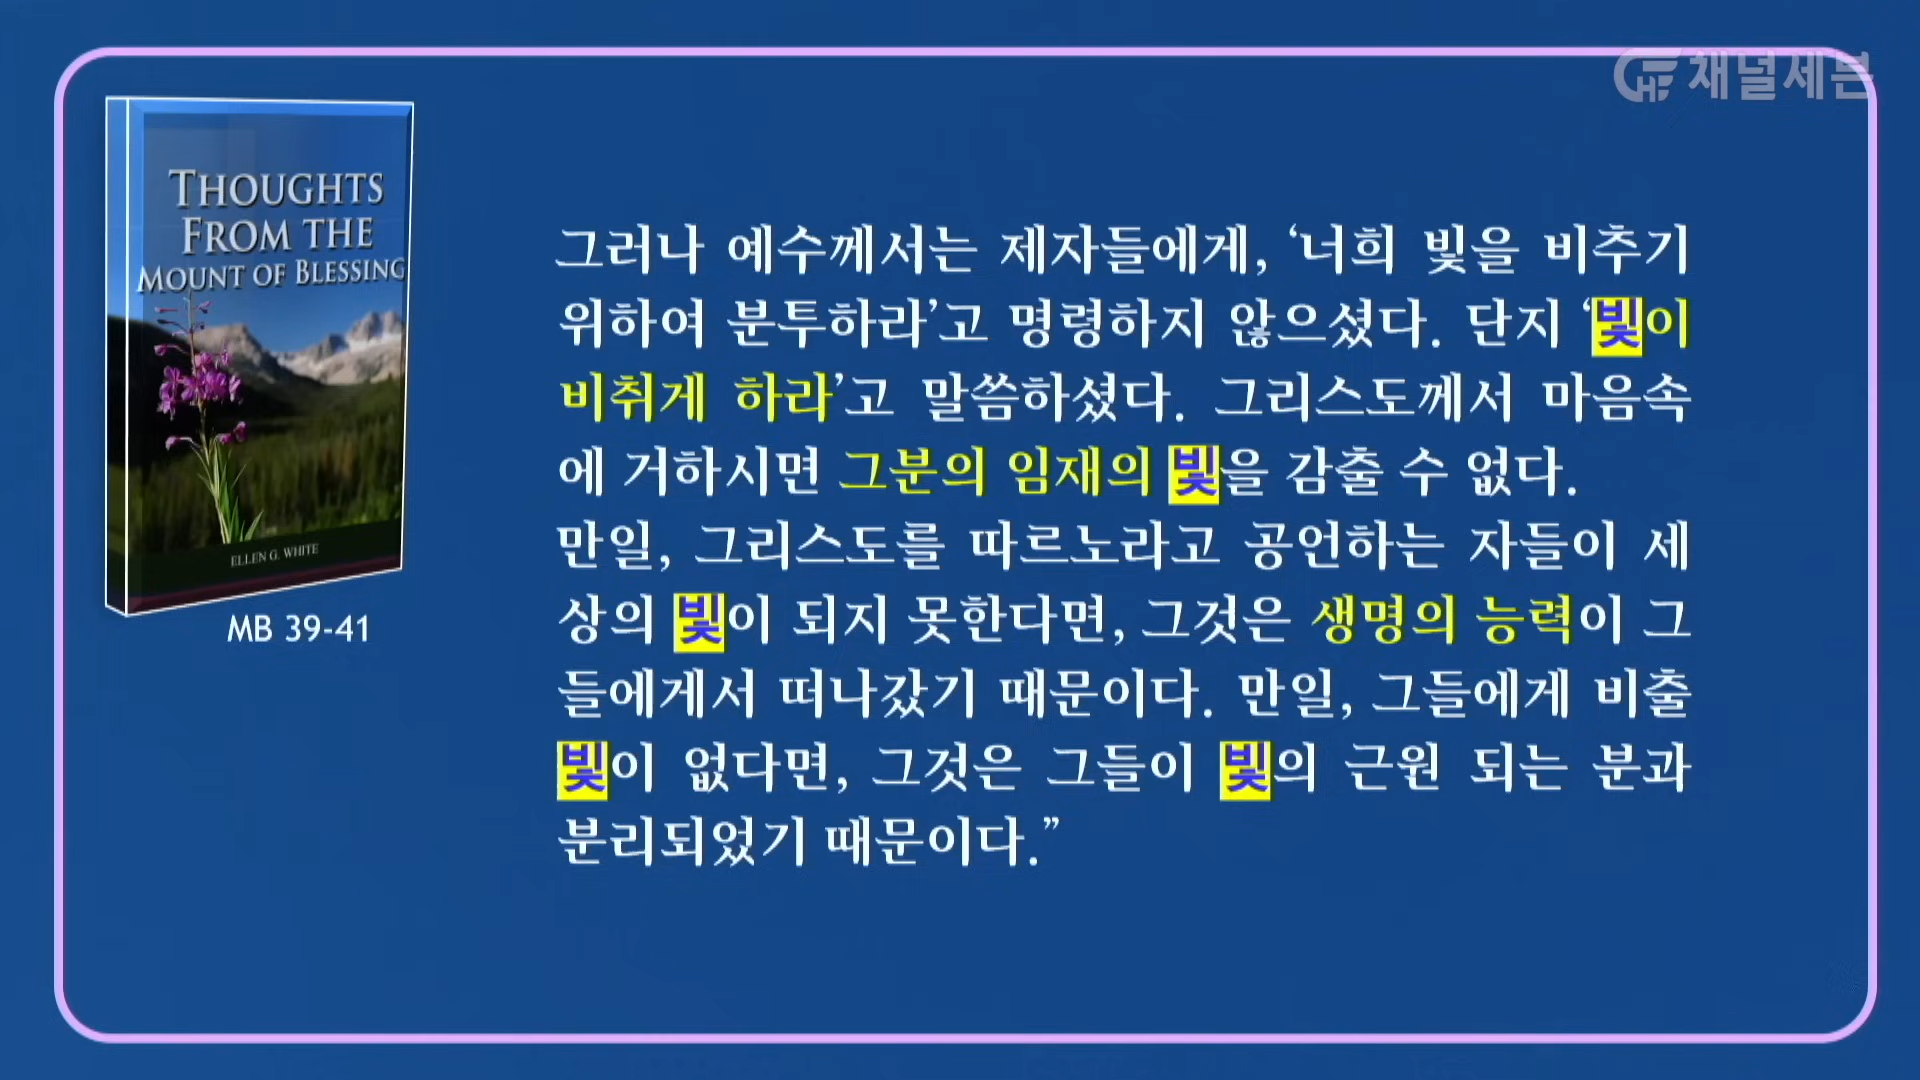 채널세븐
THOUGHTS
FROM THE
MOUNT OF BLESSING
ELLEN G. WHITE
MB 39-41
그러나 예수께서는 제자들에게, ‘너희 빛을 비추기
위하여 분투하라’고 명령하지 않으셨다. 단지 ‘빛이
비취게 하라’고 말씀하셨다. 그리스도께서 마음속
에 거하시면 그분의 임재의 빛을 감출 수 없다.
만일, 그리스도를 따르노라고 공언하는 자들이 세
상의 빛이 되지 못한다면, 그것은 생명의 능력이 그
들에게서 떠나갔기 때문이다. 만일, 그들에게 비출
빛이 없다면, 그것은 그들이 빛의 근원 되는 분과
분리되었기 때문이다.”